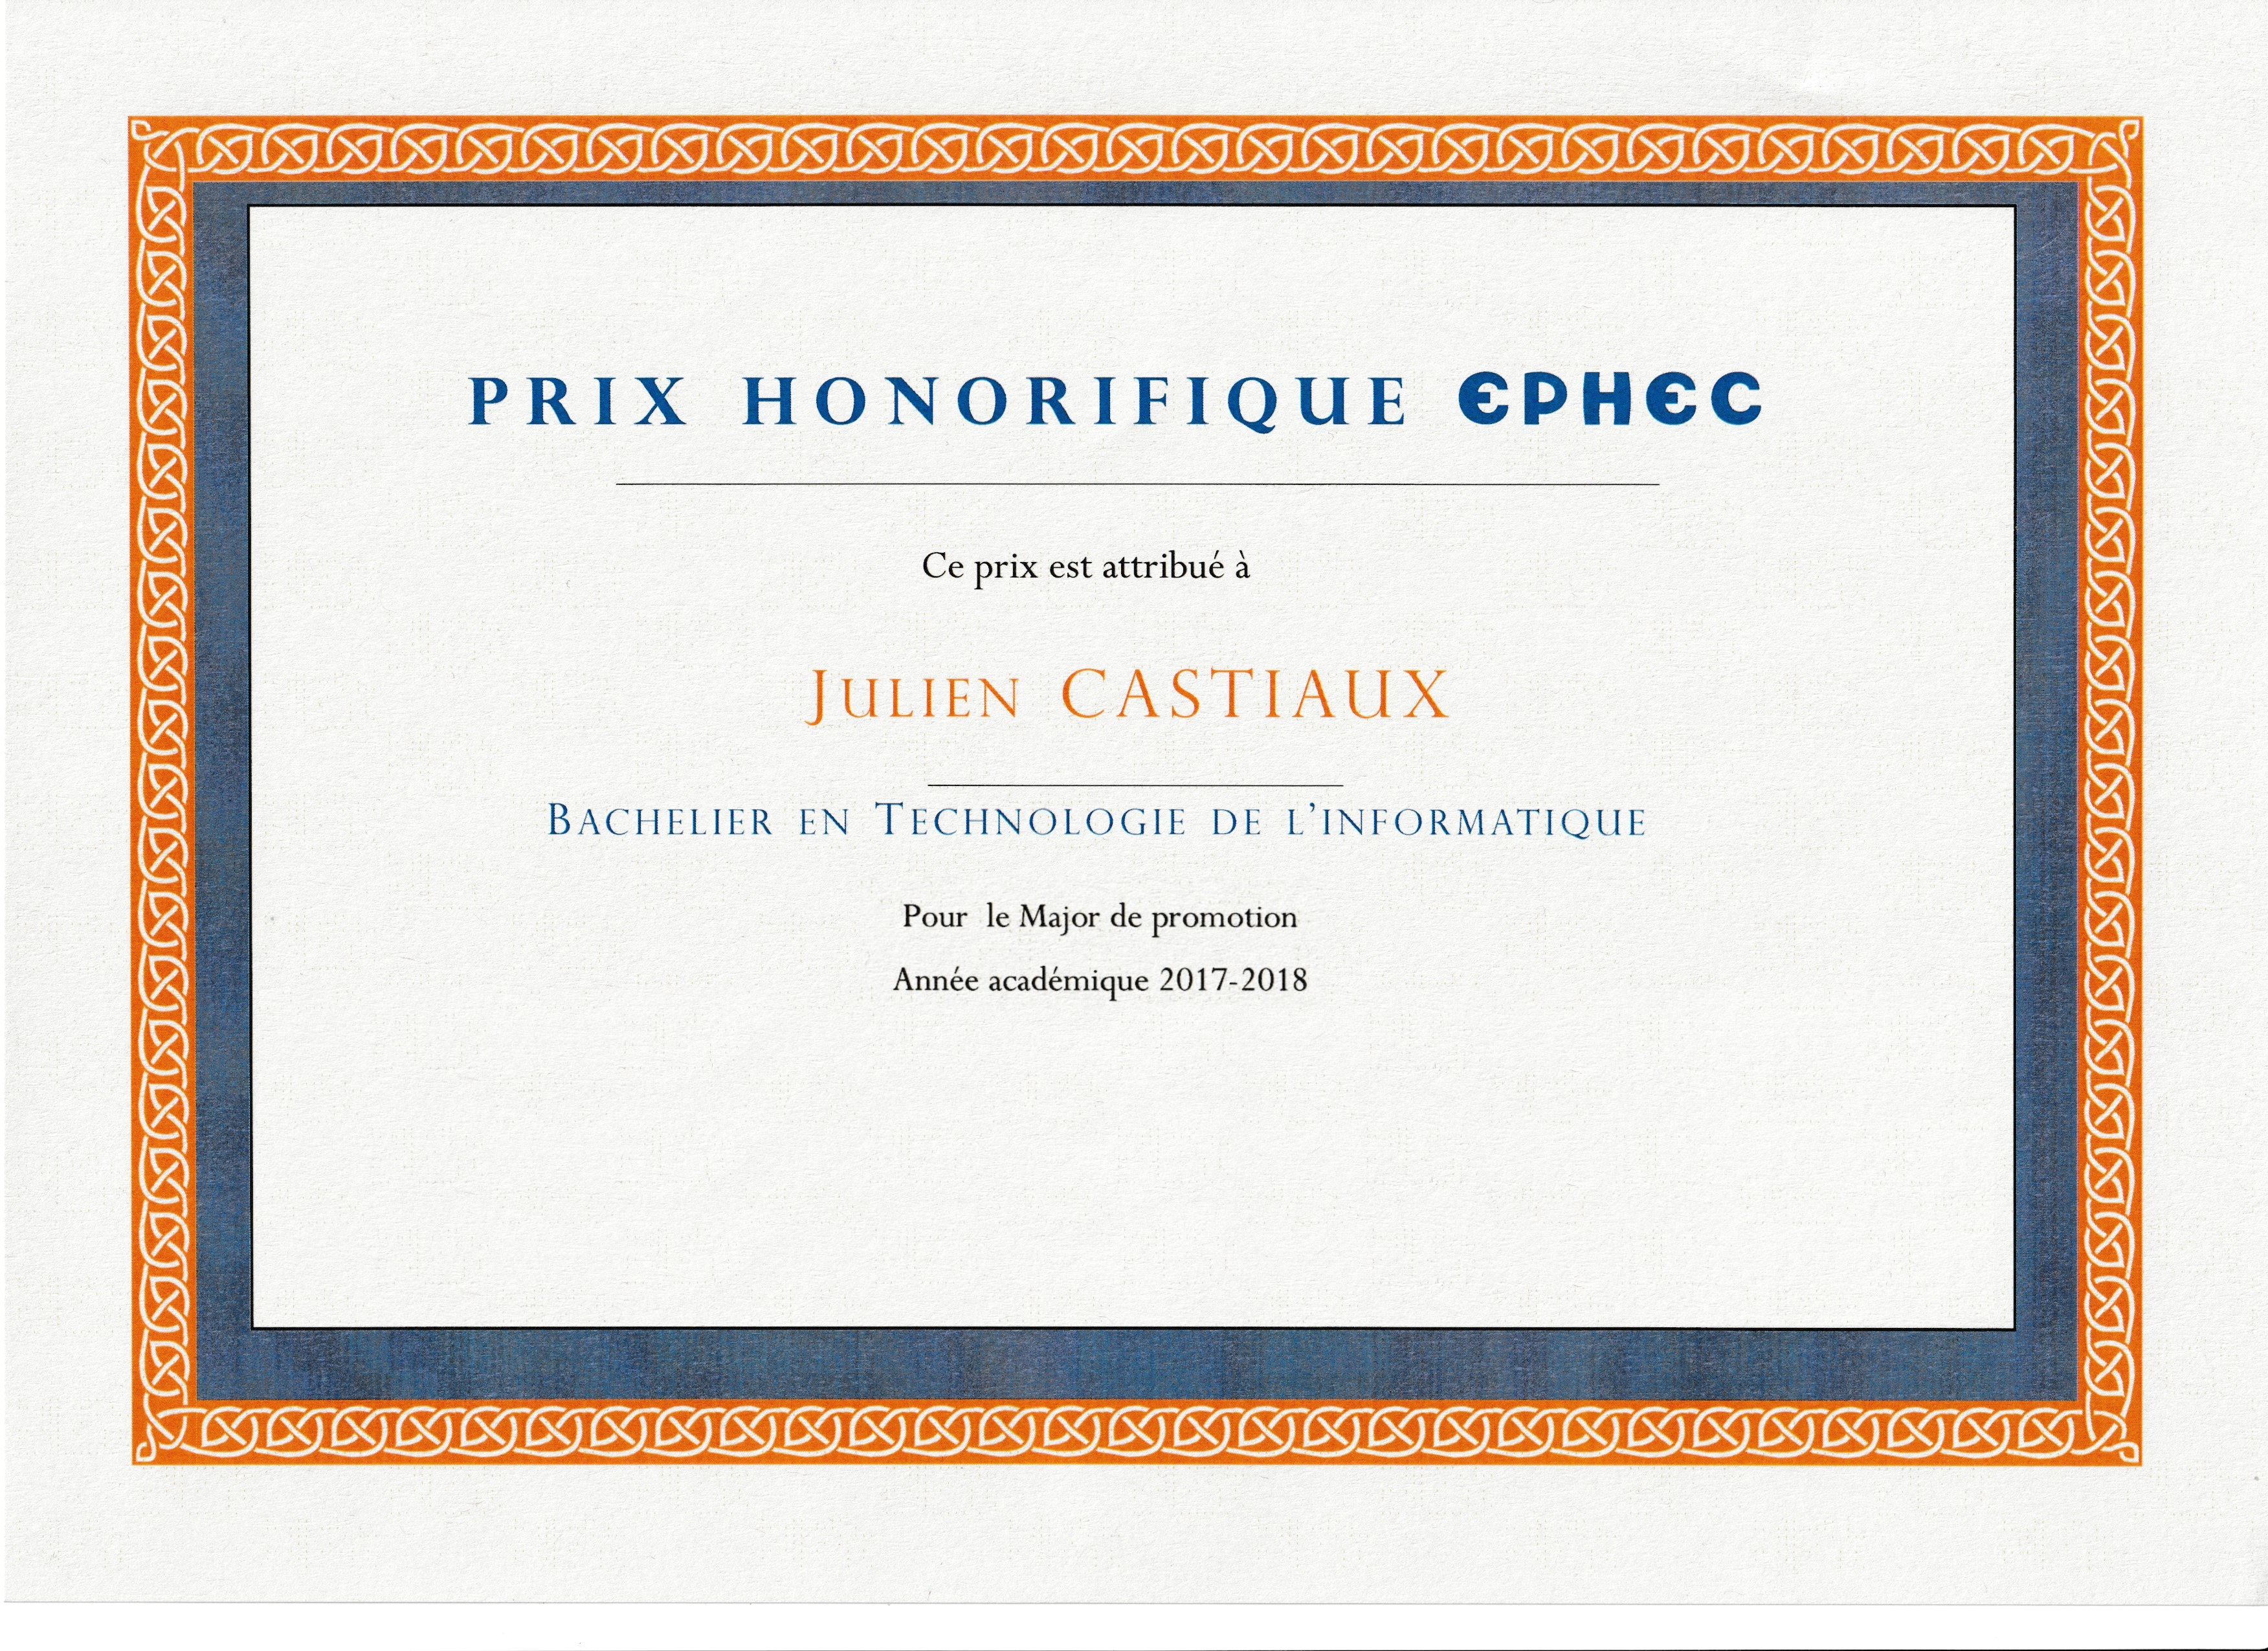 PRIX HONORIFIQUE EPHEC
Ce prix est attribué à
Julien CASTIAUX
Bachelier en Technologie de l'informatique
Pour le Major de promotion
Année académique 2017-2018